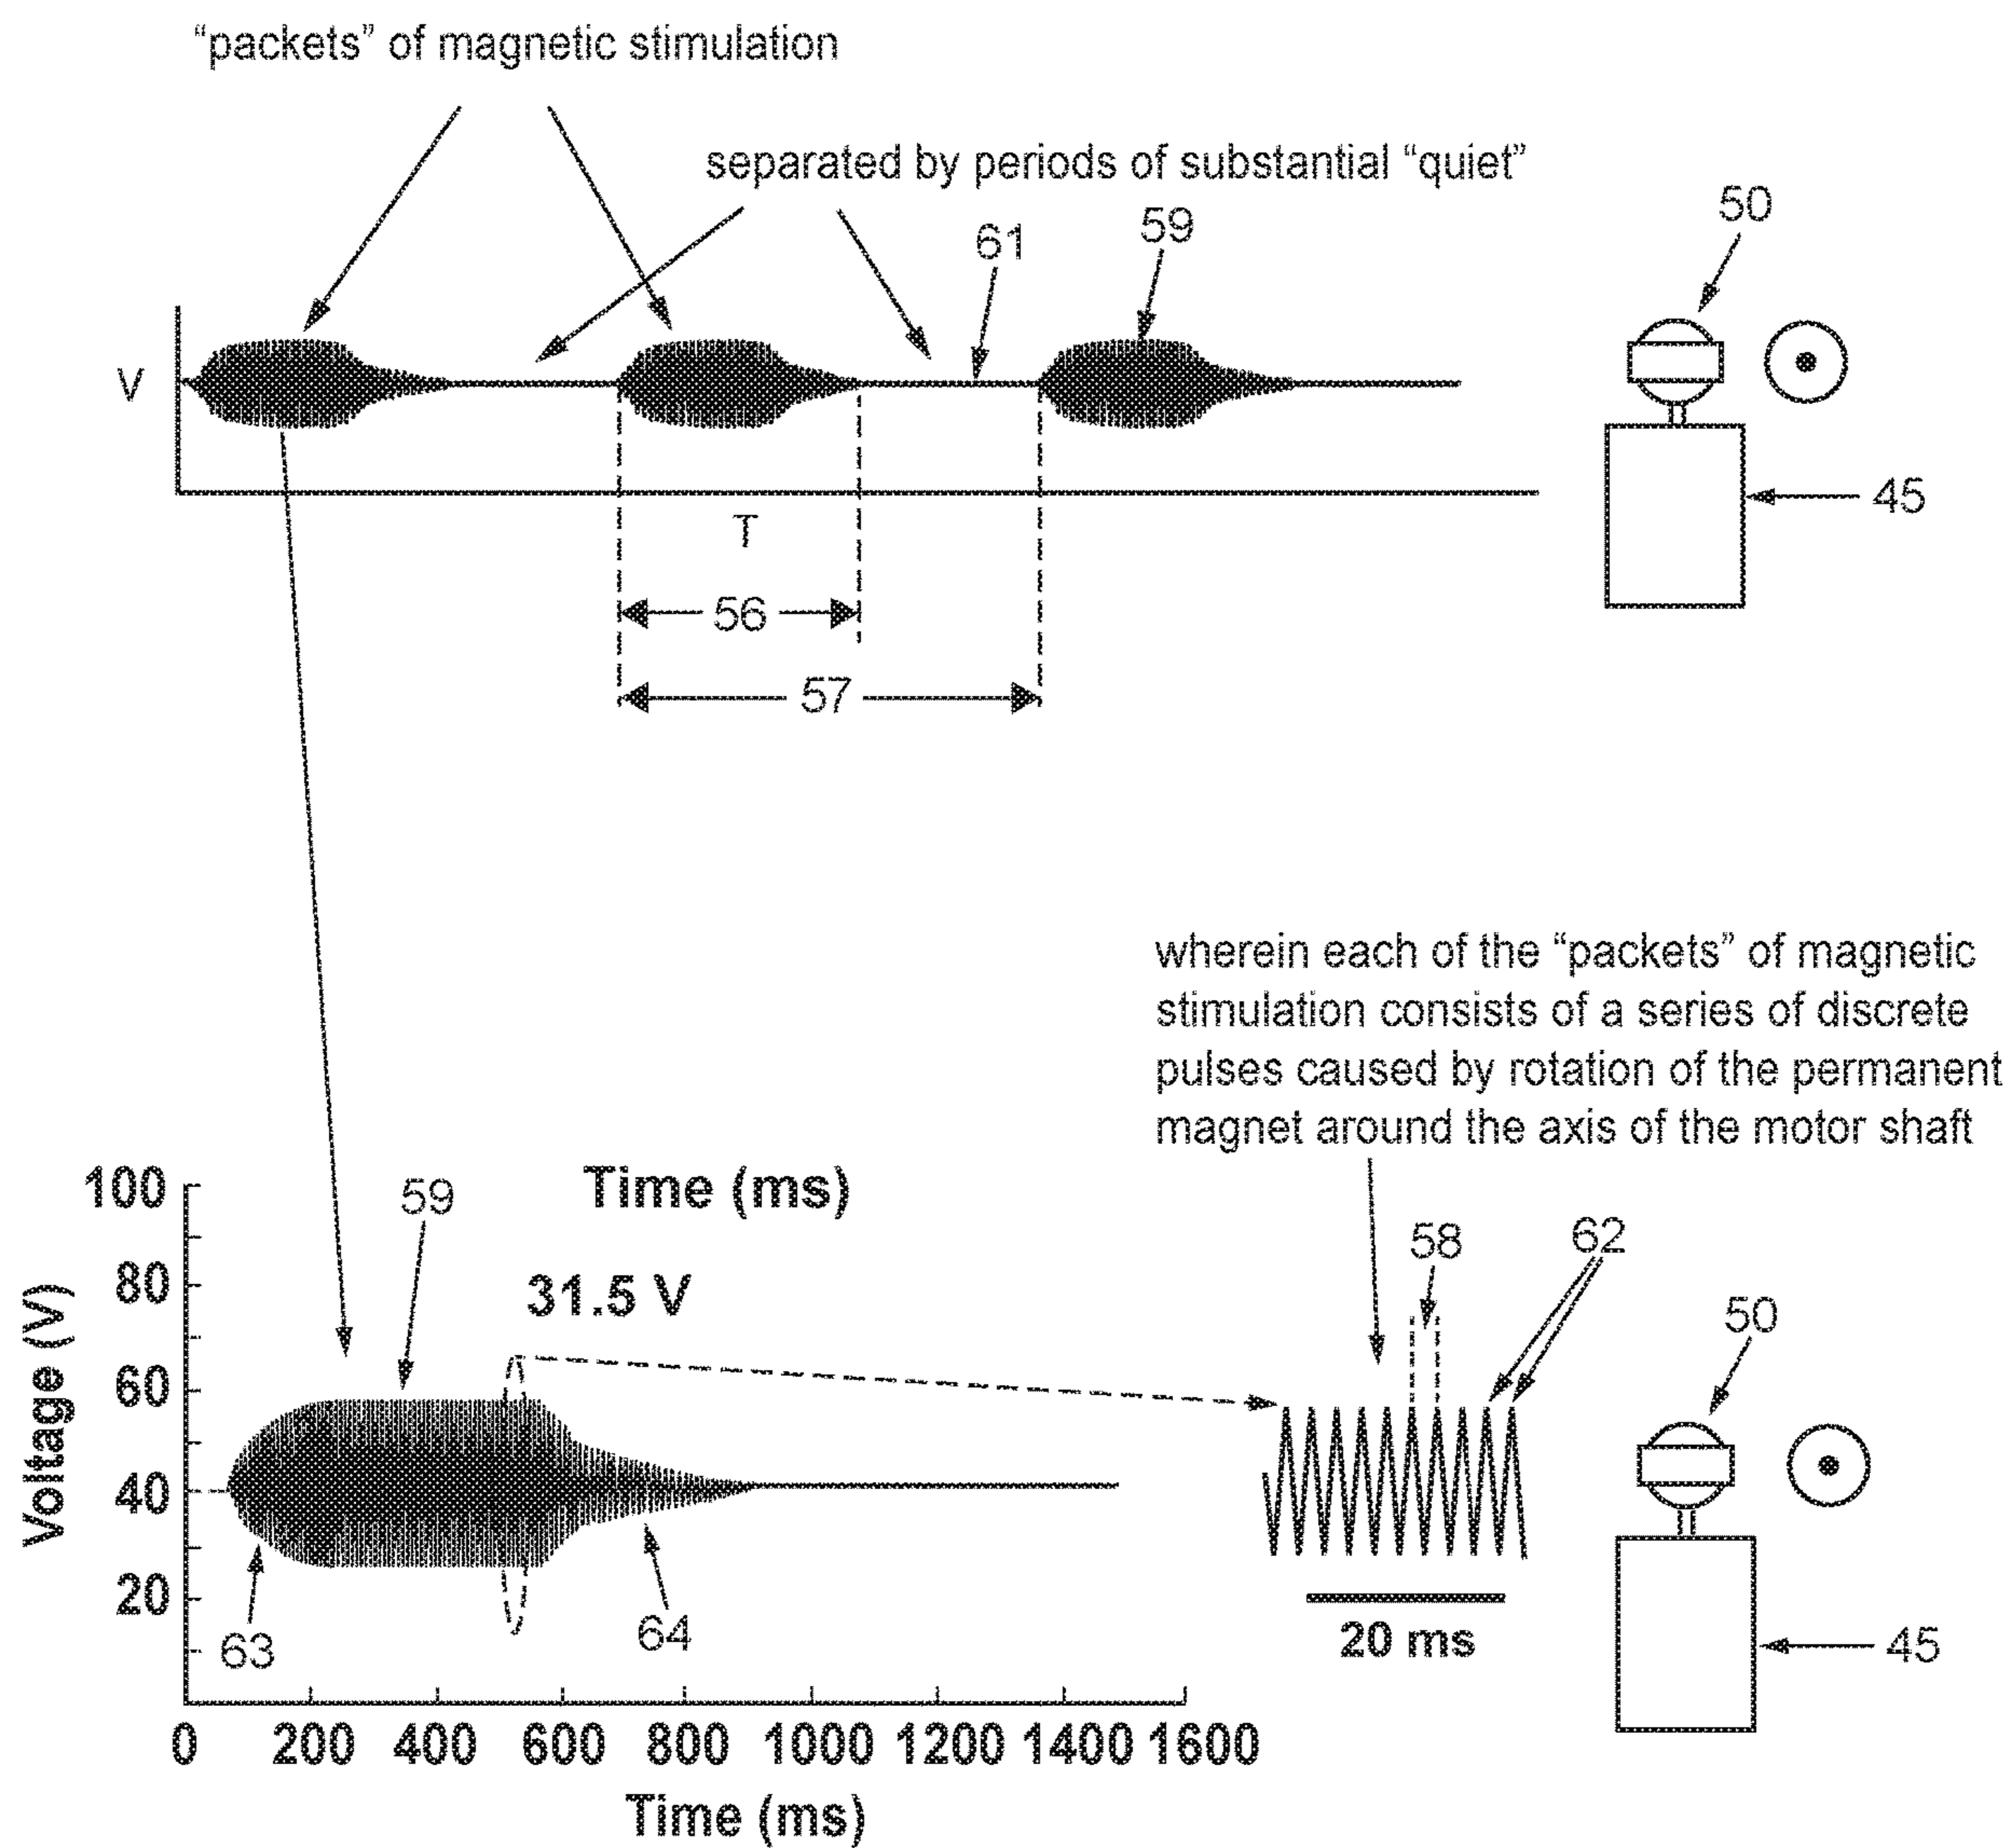 “packets” of magnetic stimulation
separated by periods of substantial “quiet”
61
59
50
V
45
T
56
57
wherein each of the “packets” of magnetic
stimulation consists of a series of discrete
pulses caused by rotation of the permanent
magnet around the axis of the motor shaft
100
80
60
40
20
Voltage (V)
59
Time (ms)
31.5 V
58
62
50
63
64
20 ms
45
0 200 400 600 800 1000 1200 1400 1600
Time (ms)